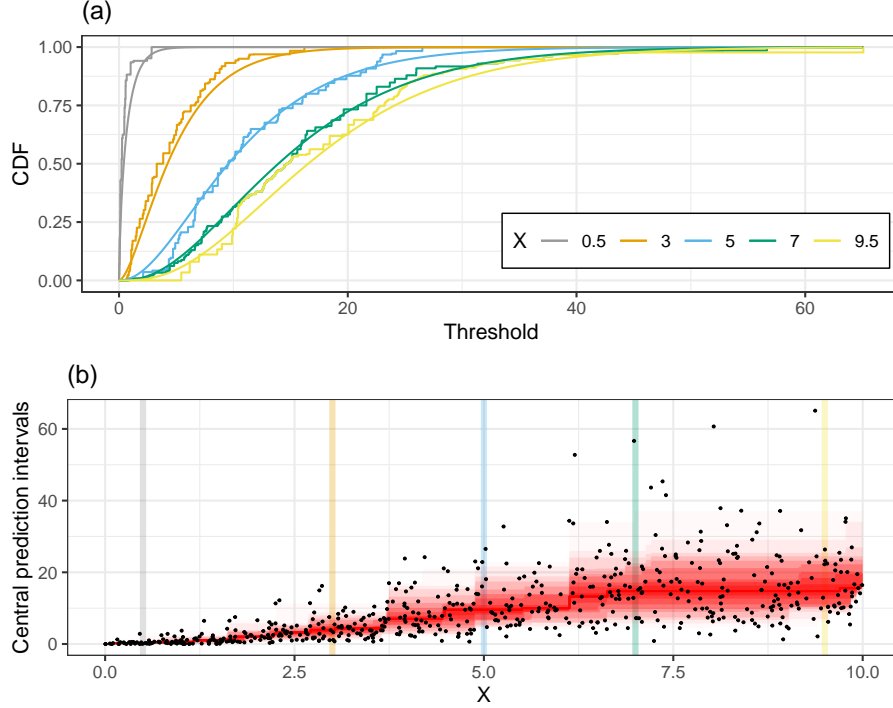 (a)
1.00
0.75
0.50
0.25
0.00
CDF
X 0.5 3 5 7 9.5
0 20 40 60
Threshold
(b)
60
40
20
0
Central prediction intervals
0.0 2.5 5.0 7.5 10.0
X